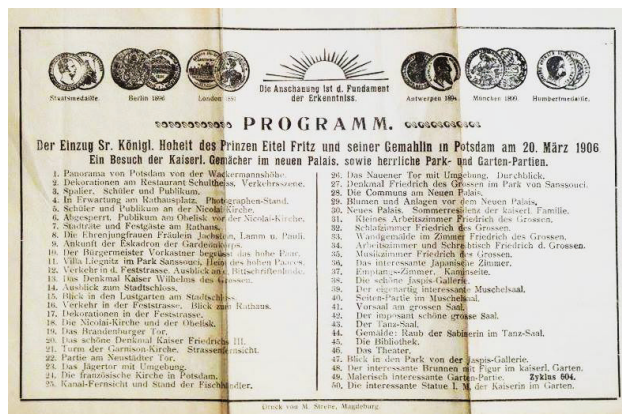 Staatsmedaille.
Berlin 1896
London 1891
Die Anschauung ist d. Fundament
der Erkenntniss.
Antwerpen 1894.
München 1899.
Humbertmedaille.
PROGRAMM.
Der Einzug Sr. Königl. Hoheit des Prinzen Eitel Fritz und seiner Gemahlin in Potsdam am 20. März 1906
Ein Besuch der Kaiserl. Gemächer im neuen Palais, sowie herrliche Park- und Garten-Partien.
1. Panorama von Potsdam von der Wackermannshöhe.
2. Dekorationen am Restaurant Schultheiss. Verkehrsszene.
3. Spalier. Schüler und Publikum.
4. In Erwartung am Rathausplatz. Photographen-Stand.
5. Schüler und Publikum an der Nicolai-Kirche.
6. Abgesperrt. Publikum am Obelisk vor der Nicolai-Kirche.
7. Stadträte und Festgäste am Rathaus.
8. Die Ehrenjungfrauen Fräulein Jachstein, Lamm u. Pauli.
9. Ankunft der Eskadron der Gardeducorps.
10. Der Bürgermeister Vorkastner begrüsst das hohe Paar.
11. Villa Liegnitz im Park Sanssouci, Heim des hohen Paares.
12. Verkehr in d. Feststrasse. Ausblick an d. Bittschriftenlinde.
13. Das Denkmal Kaiser Wilhelms des Grossen.
14. Ausblick zum Stadtschloss.
15. Blick in den Lustgarten am Stadtschloss.
16. Verkehr in der Feststrasse. Blick zum Rathaus.
17. Dekorationen in der Feststrasse.
18. Die Nicolai-Kirche und der Obelisk.
19. Das Brandenburger Tor.
20. Das schöne Denkmal Kaiser Friedrichs III.
21. Turm der Garnison-Kirche. Strassenfernsicht.
22. Partie am Neustädter Tor.
23. Das Jägertor mit Umgebung.
24. Die französische Kirche in Potsdam.
25. Kanal-Fernsicht und Stand der Fischhändler.
26. Das Nauener Tor mit Umgebung. Durchblick.
27. Denkmal Friedrich des Grossen im Park von Sanssouci.
28. Die Communs am Neuen Palais.
29. Blumen und Anlagen vor dem Neuen Palais.
30. Neues Palais. Sommerresidenz der kaiserl. Familie.
31. Kleines Arbeitszimmer Friedrich des Grossen.
32. Schlafzimmer Friedrich des Grossen.
33. Wandgemälde im Zimmer Friedrich des Grossen.
34. Arbeitszimmer und Schreibtisch Friedrich d. Grossen.
35. Musikzimmer Friedrich des Grossen.
36. Das interessante Japanische Zimmer.
37. Empfangs-Zimmer. Kaminseite.
38. Die schöne Jaspis-Gallerie.
39. Der eigenartig interessante Muschelsaal.
40. Seiten-Partie im Muschelsaal.
41. Vorsaal am grossen Saal.
42. Der imposant schöne grosse Saal.
43. Der Tanz-Saal.
44. Gemälde: Raub der Sabinerin im Tanz-Saal.
45. Die Bibliothek.
46. Das Theater.
47. Blick in den Park von der Jaspis-Gallerie.
48. Der interessante Brunnen mit Figur im kaiserl. Garten.
49. Malerisch interessante Garten-Partie. Zyklus 604.
50. Die interessante Statue I. M. der Kaiserin im Garten.
Druck von M. Strebe, Magdeburg.